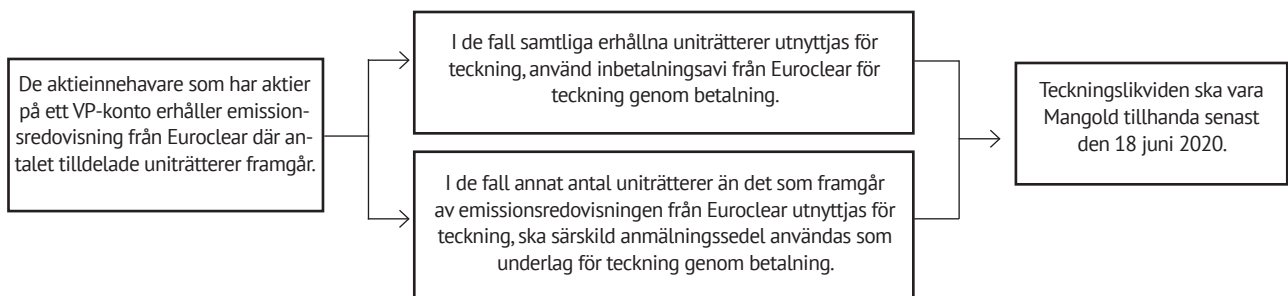 De aktieinnehavare som har aktier
på ett VP-konto erhåller emission-
sredovisning från Euroclear där an-
talet tilldelade uniträtterer framgår.
I de fall samtliga erhållna uniträtterer utnyttjas för
teckning, använd inbetalningsavi från Euroclear för
teckning genom betalning.
I de fall annat antal uniträtterer än det som framgår
av emissionsredovisningen från Euroclear utnyttjas för
teckning, ska särskild anmälningssedel användas som
underlag för teckning genom betalning.
Teckningslikviden ska vara
Mangold tillhanda senast
den 18 juni 2020.